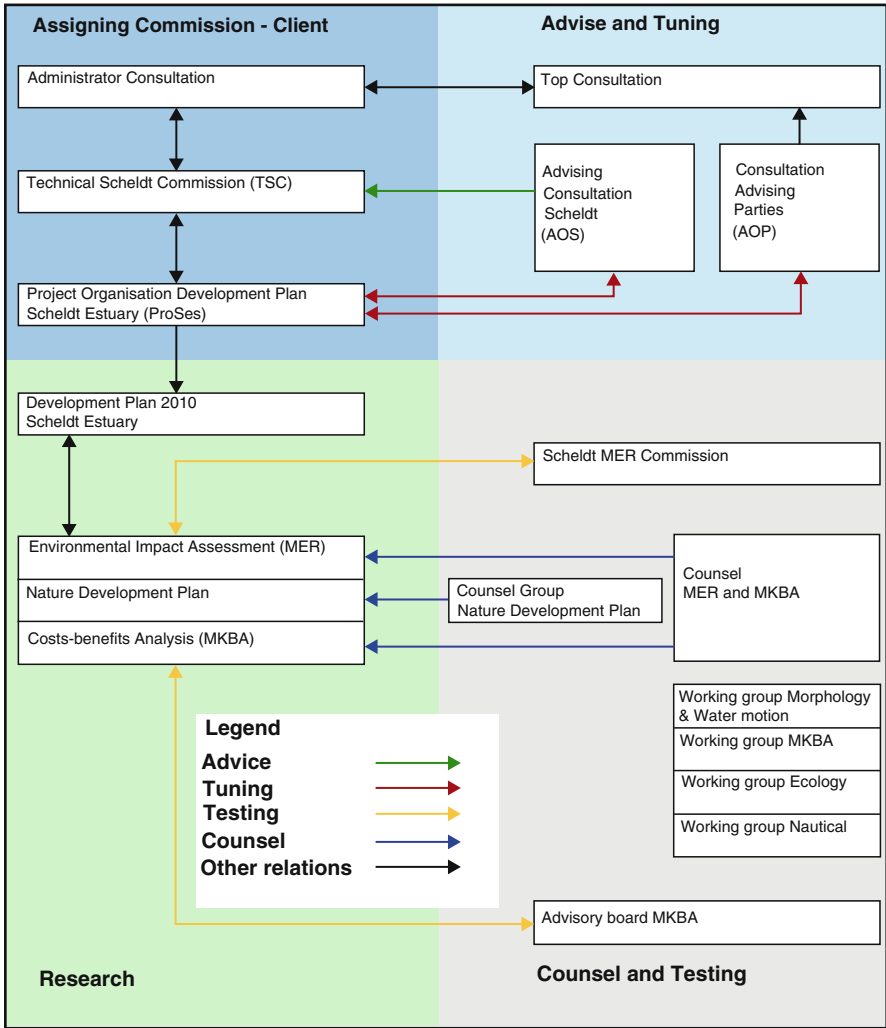 Assigning Commission - Client
Advise and Tuning
Administrator Consultation
Top Consultation
Technical Scheldt Commission (TSC)
Advising
Consultation
Scheldt
(AOS)
Consultation
Advising
Parties
(AOP)
Project Organisation Development Plan
Scheldt Estuary (ProSes)
Development Plan 2010
Scheldt Estuary
Scheldt MER Commission
Environmental Impact Assessment (MER)
Nature Development Plan
Costs-benefits Analysis (MKBA)
Counsel Group
Nature Development Plan
Counsel
MER and MKBA
Working group Morphology
& Water motion
Working group MKBA
Working group Ecology
Working group Nautical
Legend
Advice
Tuning
Testing
Counsel
Other relations
Advisory board MKBA
Research
Counsel and Testing